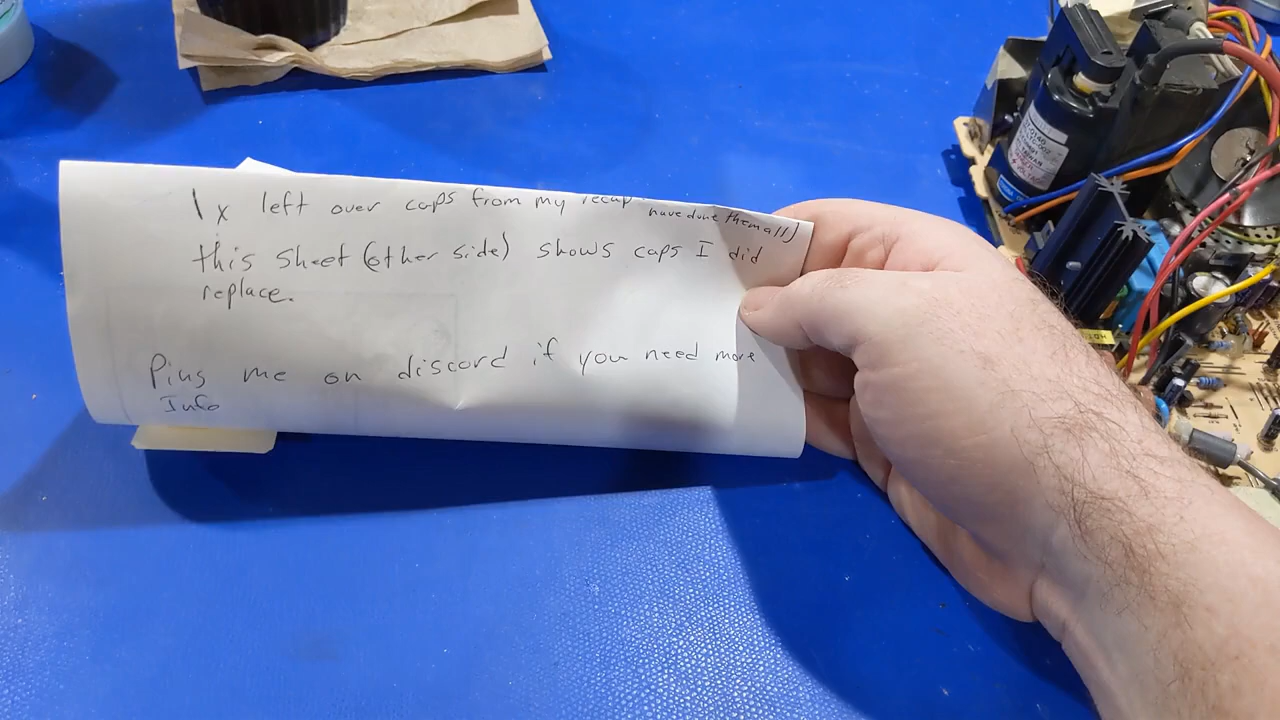 1x left over caps from my recap
have done them all)
this sheet (other side) shows caps I did
replace.
Ping me on discord if you need more
Info
TAIWAN